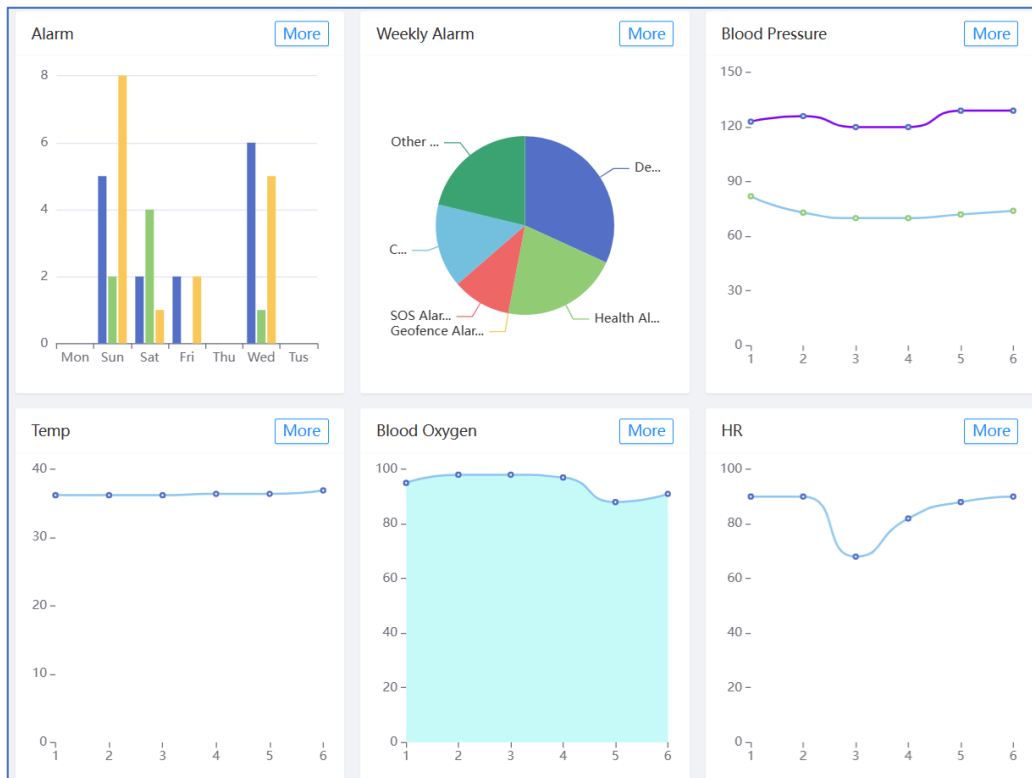 Alarm More
8
6
4
2
0
Mon Sun Sat Fri Thu Wed Tus
Weekly Alarm More
Other ...
De...
C...
SOS Alar...
Geofence Alar...
Health Al...
Blood Pressure More
150
120
90
60
30
0
1 2 3 4 5 6
Temp More
40
30
20
10
0
1 2 3 4 5 6
Blood Oxygen More
100
80
60
40
20
0
1 2 3 4 5 6
HR More
100
80
60
40
20
0
1 2 3 4 5 6